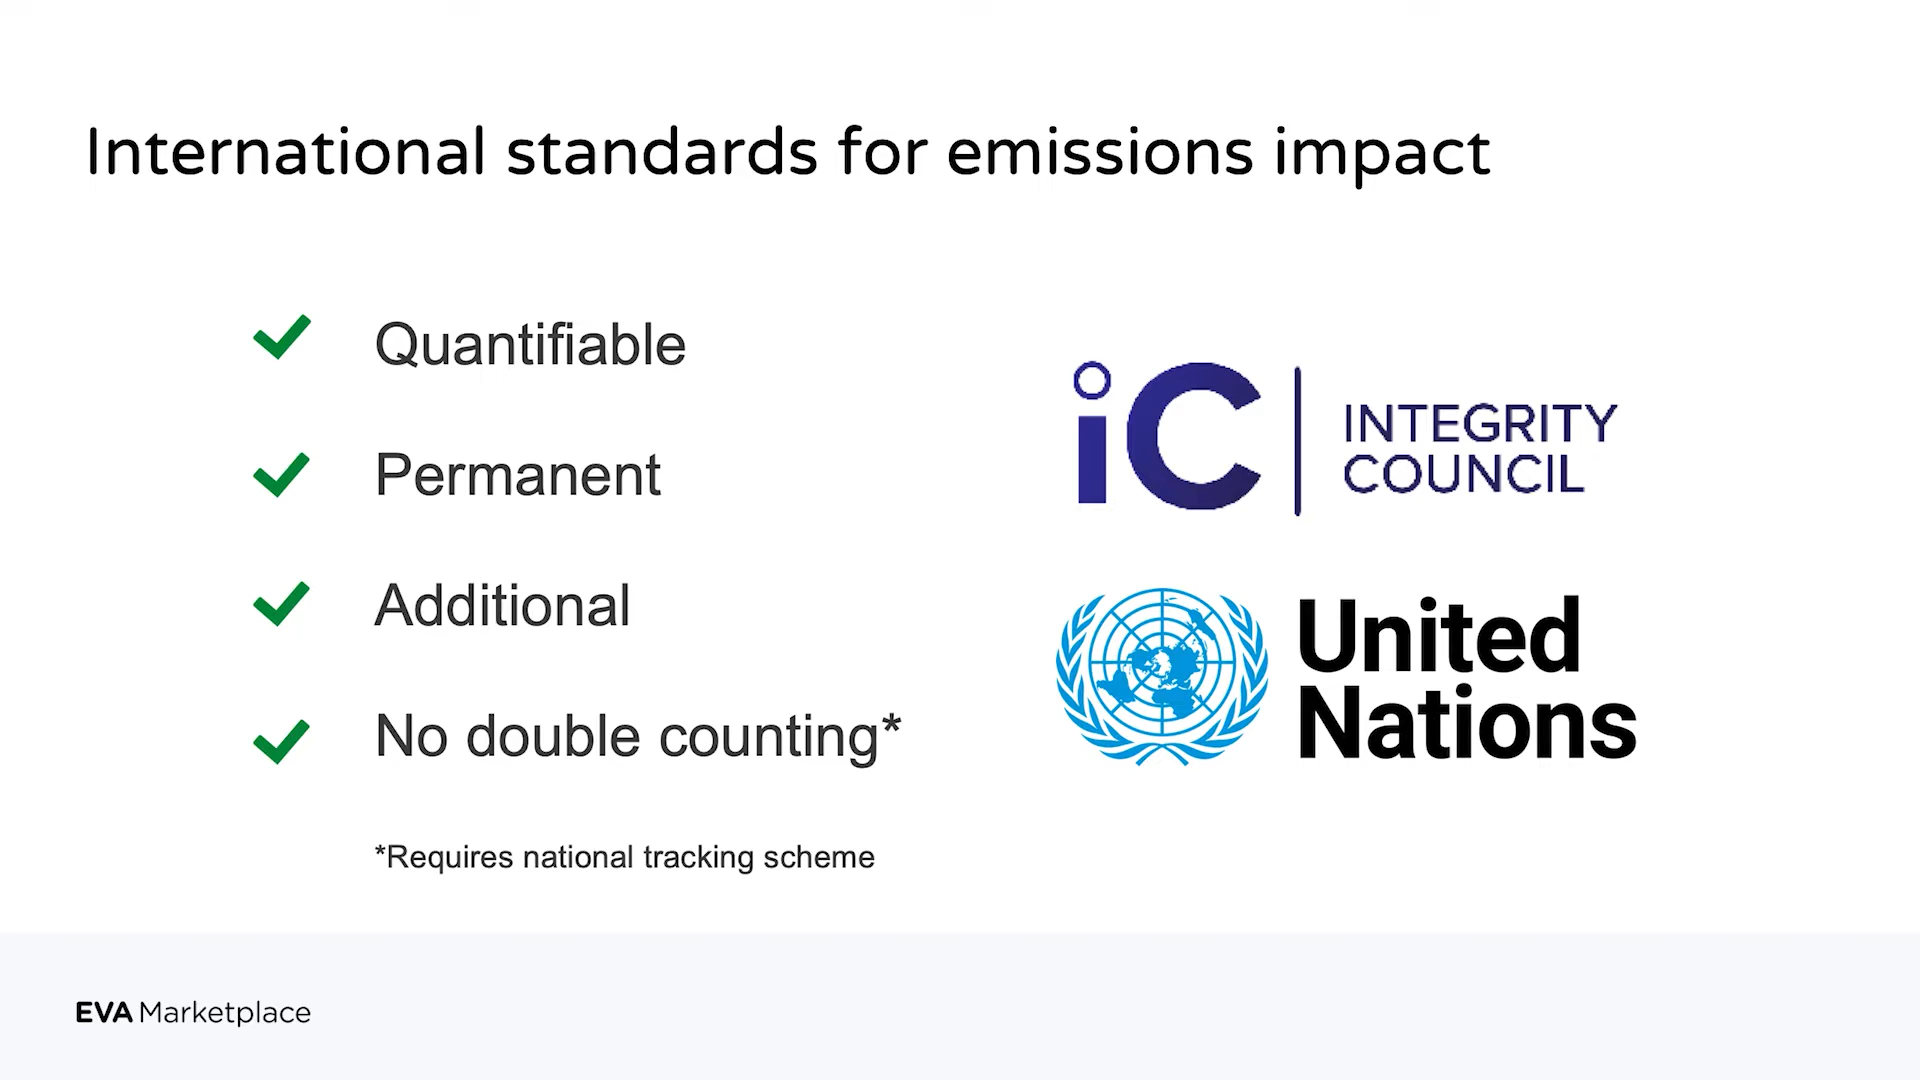 International standards for emissions impact
Quantifiable
Permanent
Additional
No double counting*
*Requires national tracking scheme
iC
INTEGRITY
COUNCIL
United
Nations
EVA Marketplace